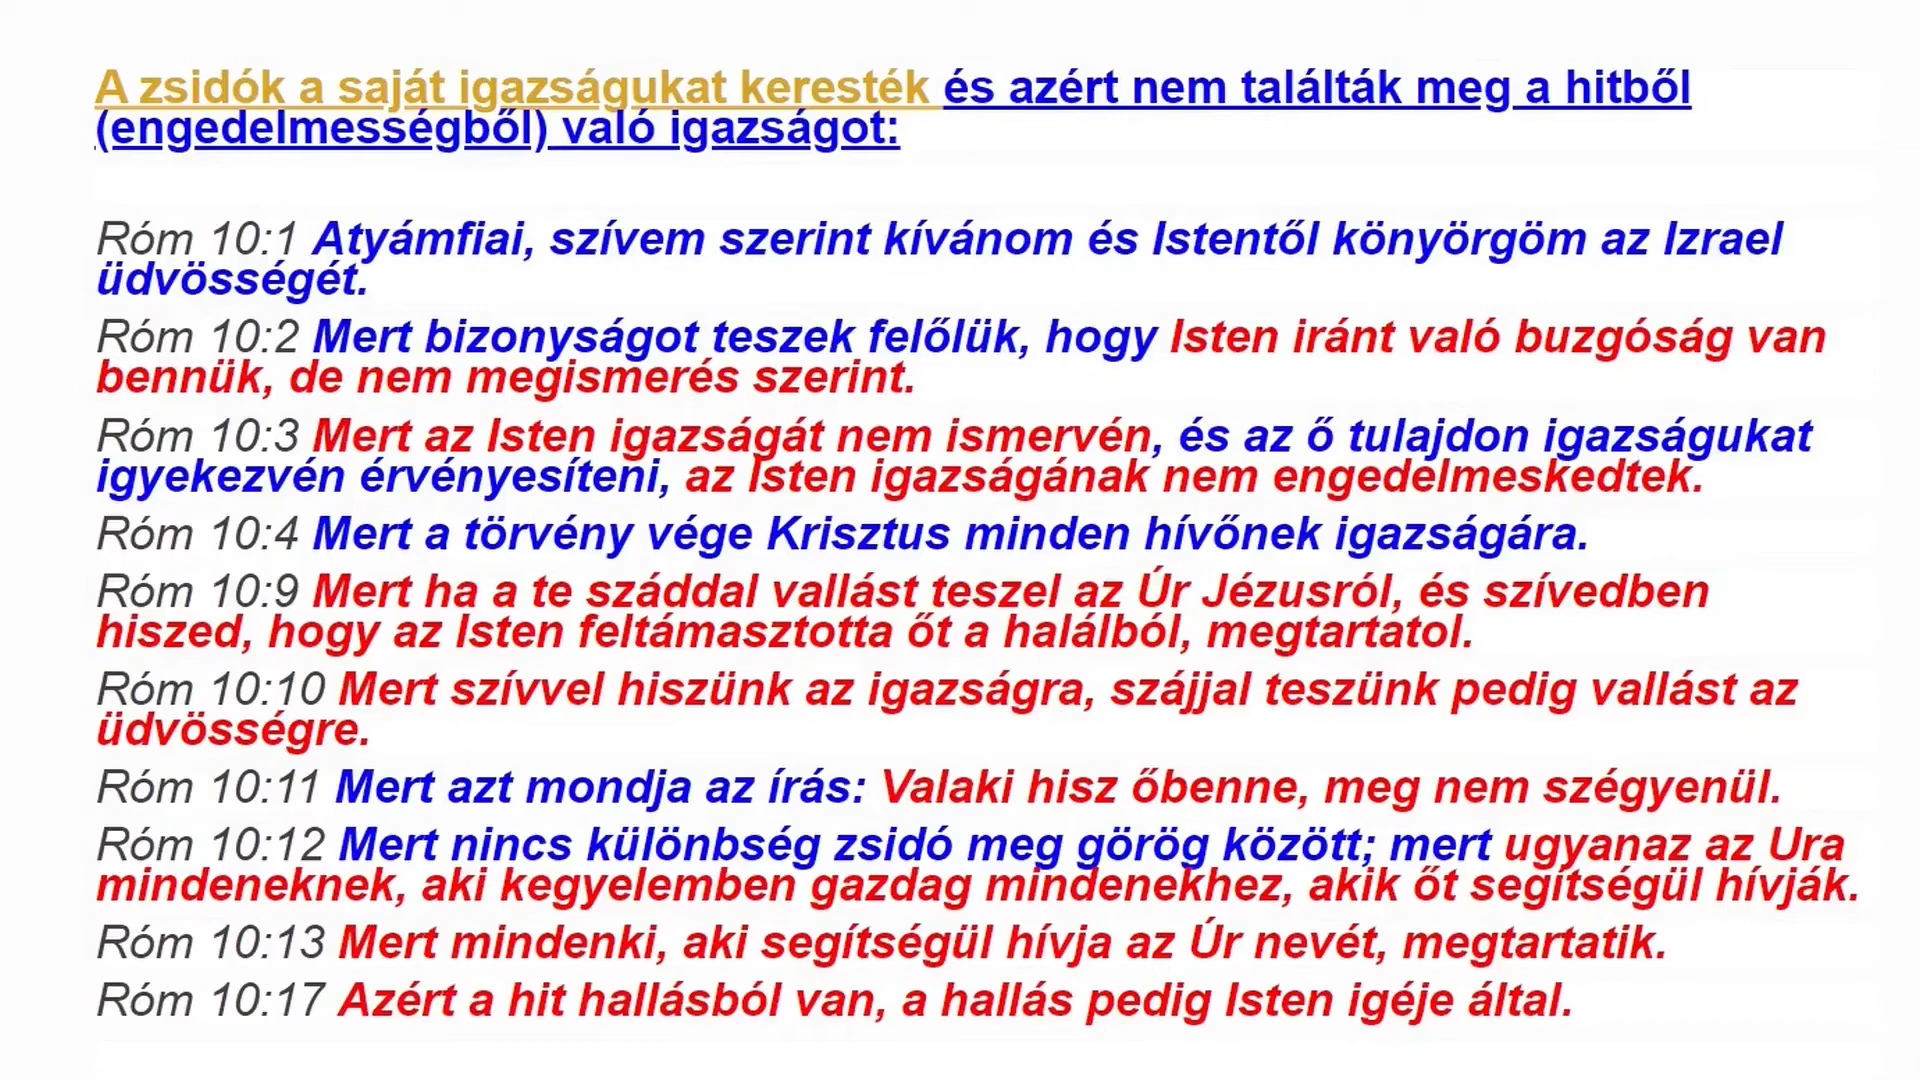 A zsidók a saját igazságukat keresték és azért nem találták meg a hitből
(engedelmességből) való igazságot:
Róm 10:1 Atyámfiai, szívem szerint kívánom és Istentől könyörgöm az Izrael
üdvösségét.
Róm 10:2 Mert bizonyságot teszek felőlük, hogy Isten iránt való buzgóság van
bennük, de nem megismerés szerint.
Róm 10:3 Mert az Isten igazságát nem ismervén, és az ő tulajdon igazságukat
igyekezvén érvényesíteni, az Isten igazságának nem engedelmeskedtek.
Róm 10:4 Mert a törvény vége Krisztus minden hívőnek igazságára.
Róm 10:9 Mert ha a te száddal vallást teszel az Úr Jézusról, és szívedben
hiszed, hogy az Isten feltámasztotta őt a halálból, megtartatol.
Róm 10:10 Mert szívvel hiszünk az igazságra, szájjal teszünk pedig vallást az
üdvösségre.
Róm 10:11 Mert azt mondja az írás: Valaki hisz őbenne, meg nem szégyenül.
Róm 10:12 Mert nincs különbség zsidó meg görög között; mert ugyanaz az Ura
mindeneknek, aki kegyelemben gazdag mindenekhez, akik őt segítségül hívják.
Róm 10:13 Mert mindenki, aki segítségül hívja az Úr nevét, megtartatik.
Róm 10:17 Azért a hit hallásból van, a hallás pedig Isten igéje által.